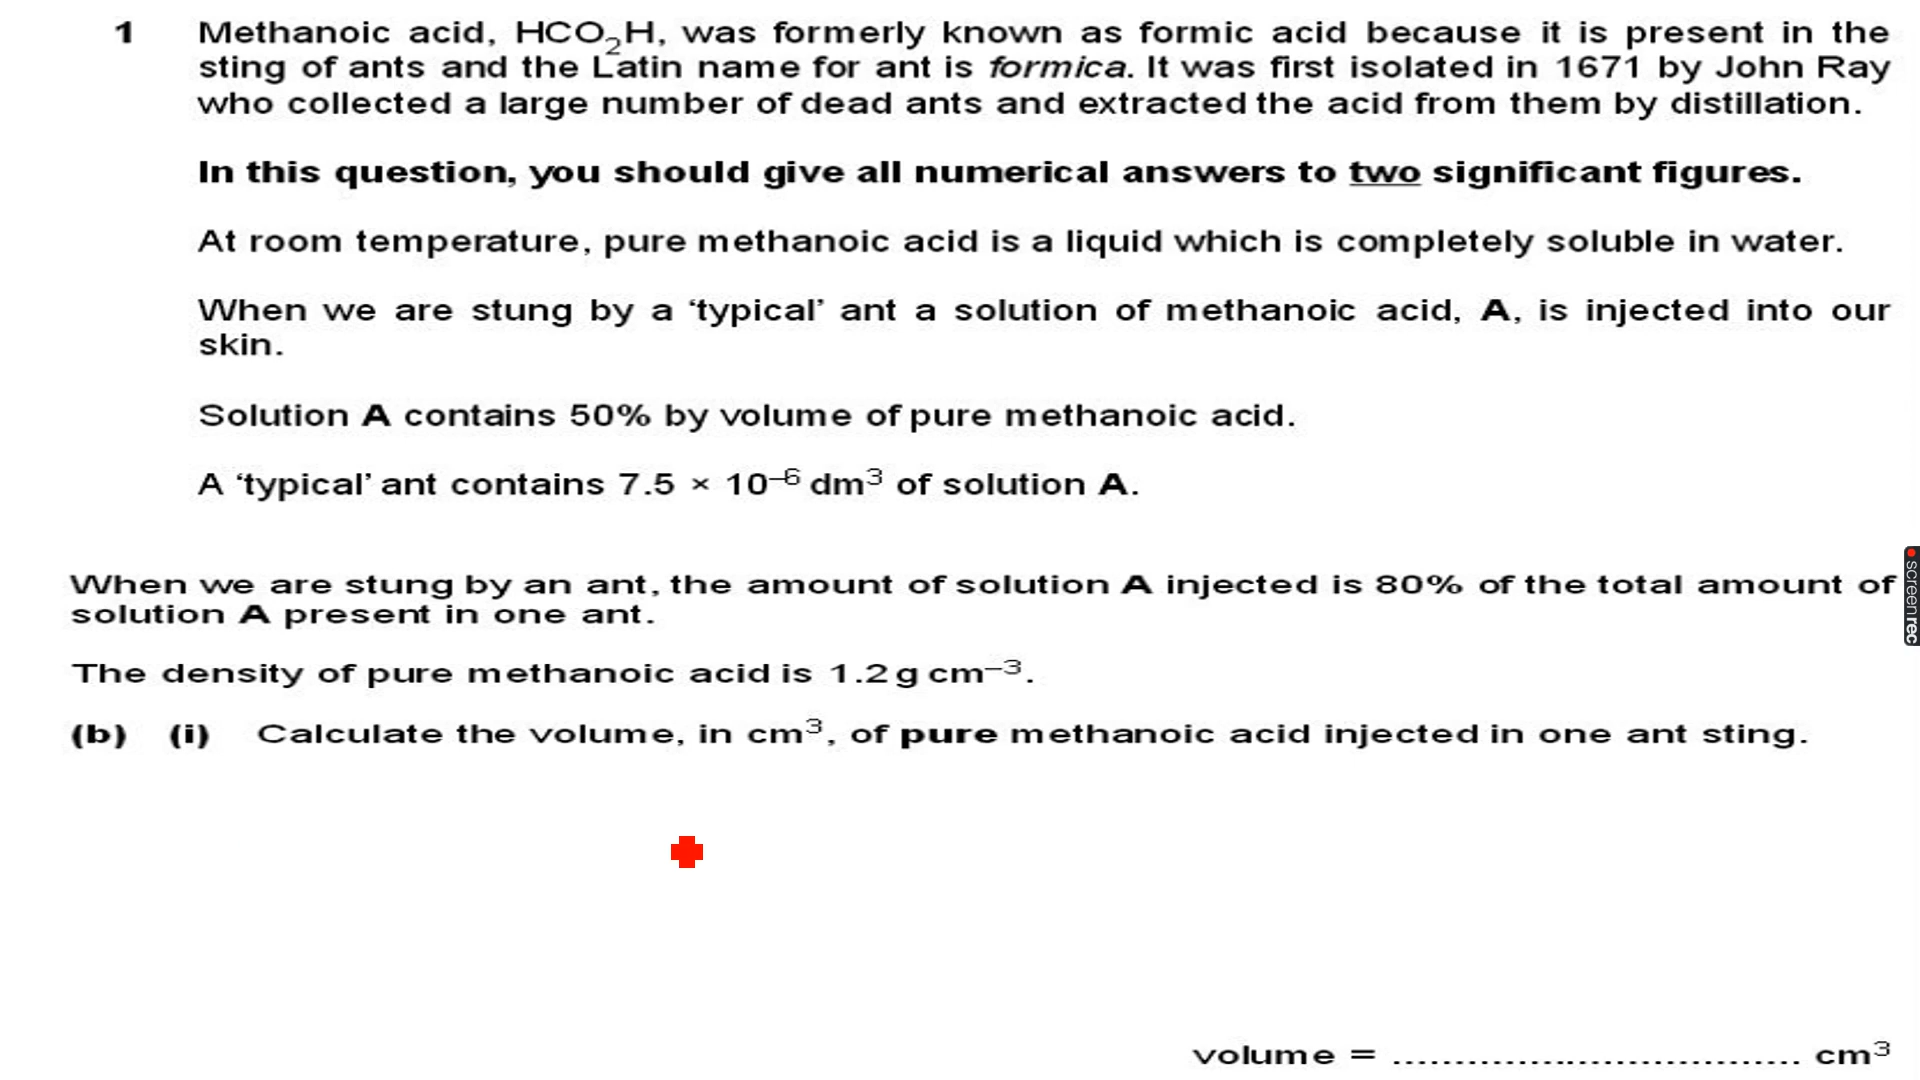 1 Methanoic acid, HCO₂H, was formerly known as formic acid because it is present in the
sting of ants and the Latin name for ant is formica. It was first isolated in 1671 by John Ray
who collected a large number of dead ants and extracted the acid from them by distillation.
In this question, you should give all numerical answers to two significant figures.
At room temperature, pure methanoic acid is a liquid which is completely soluble in water.
When we are stung by a ‘typical’ ant a solution of methanoic acid, A, is injected into our
skin.
Solution A contains 50% by volume of pure methanoic acid.
A ‘typical’ ant contains 7.5 × 10⁻⁶ dm³ of solution A.
When we are stung by an ant, the amount of solution A injected is 80% of the total amount of
solution A present in one ant.
The density of pure methanoic acid is 1.2 g cm⁻³.
(b) (i) Calculate the volume, in cm³, of pure methanoic acid injected in one ant sting.
volume = ................................. cm³
screenrec